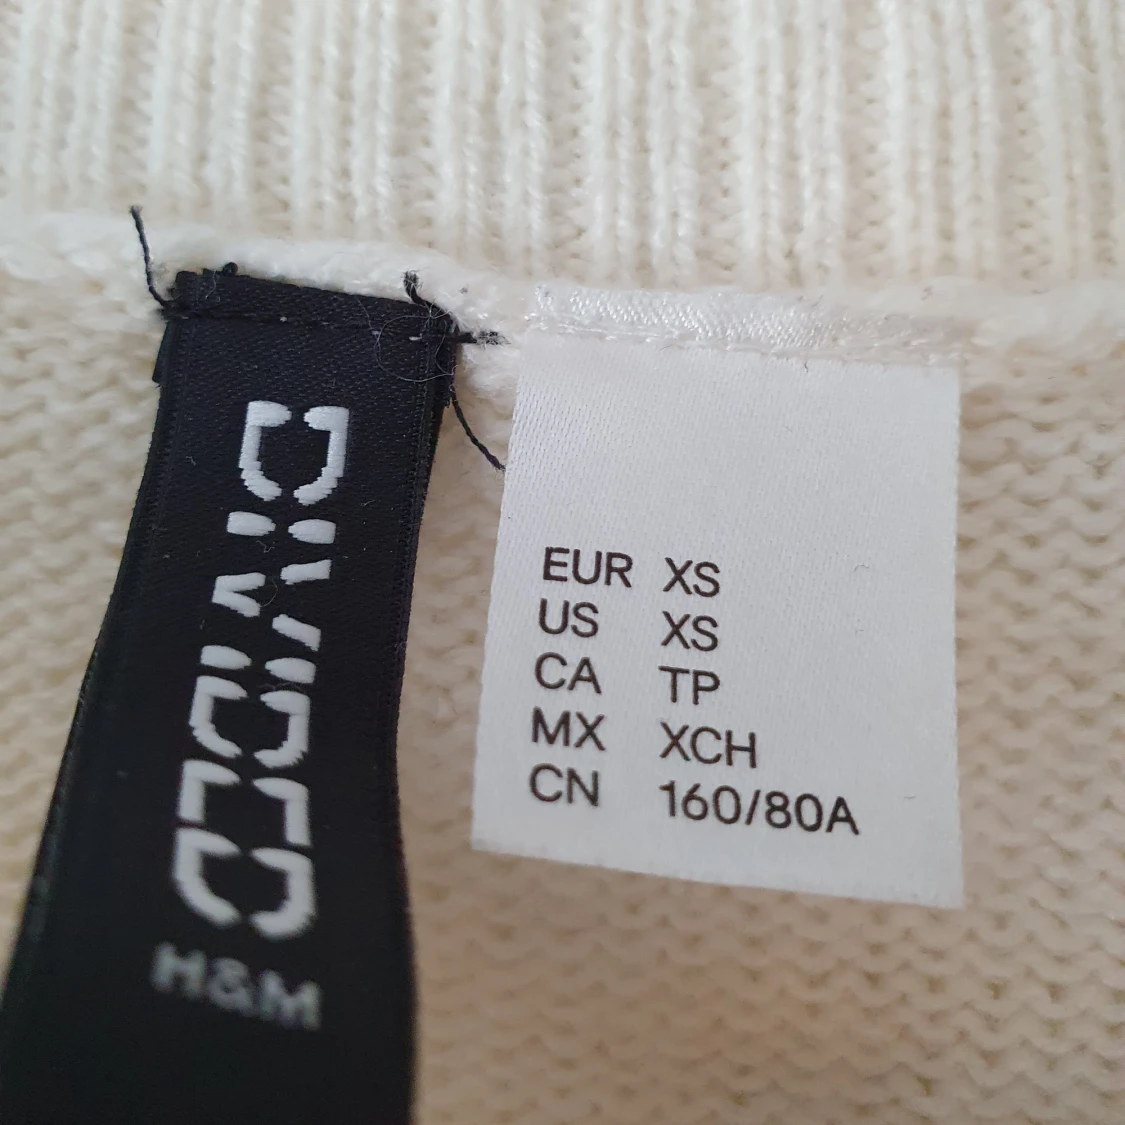 DIVIDED
H&M
EUR XS
US XS
CA TP
MX XCH
CN 160/80A